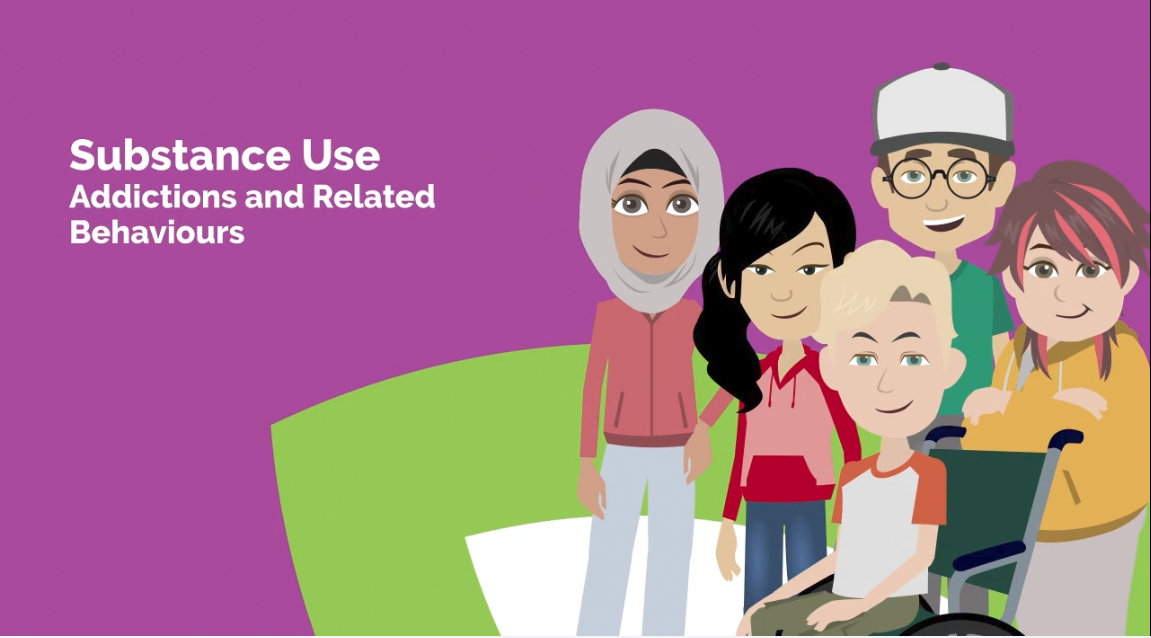 Substance Use
Addictions and Related
Behaviours